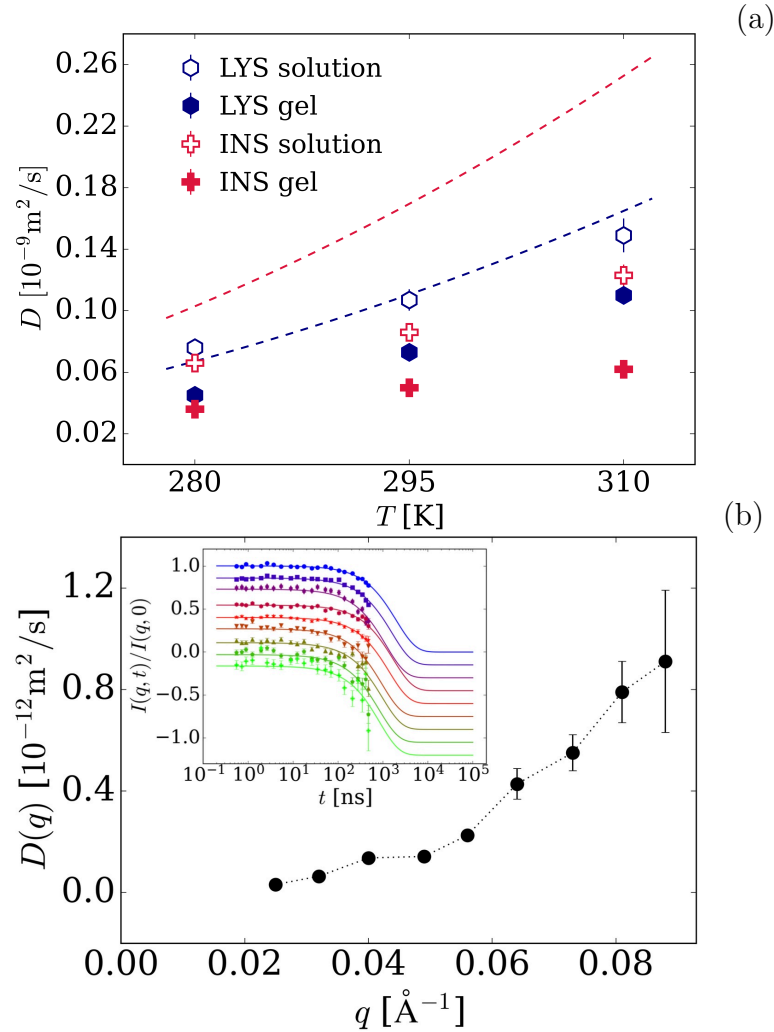 (a)
0.26
0.22
0.18
0.14
0.10
0.06
0.02
D [10⁻⁹m²/s]
LYS solution
LYS gel
INS solution
INS gel
280 295 310
T [K]
(b)
1.2
0.8
0.4
0.0
D(q) [10⁻¹²m²/s]
1.0
0.5
0.0
−0.5
−1.0
I(q,t)/I(q,0)
10⁻¹ 10⁰ 10¹ 10² 10³ 10⁴ 10⁵
t [ns]
0.00 0.02 0.04 0.06 0.08
q [Å⁻¹]